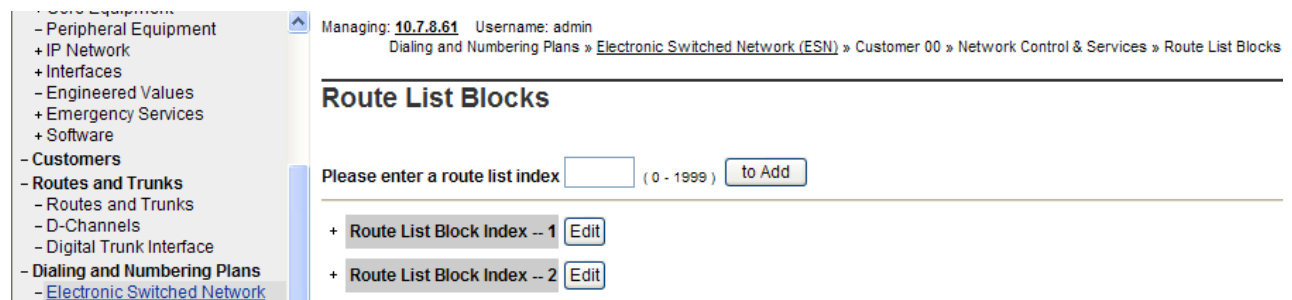 – Peripheral Equipment
+ IP Network
+ Interfaces
– Engineered Values
+ Emergency Services
+ Software
– Customers
– Routes and Trunks
– Routes and Trunks
– D-Channels
– Digital Trunk Interface
– Dialing and Numbering Plans
– Electronic Switched Network
Managing: 10.7.8.61 Username: admin
Dialing and Numbering Plans » Electronic Switched Network (ESN) » Customer 00 » Network Control & Services » Route List Blocks
Route List Blocks
Please enter a route list index ( 0 - 1999 ) to Add
+ Route List Block Index -- 1 Edit
+ Route List Block Index -- 2 Edit